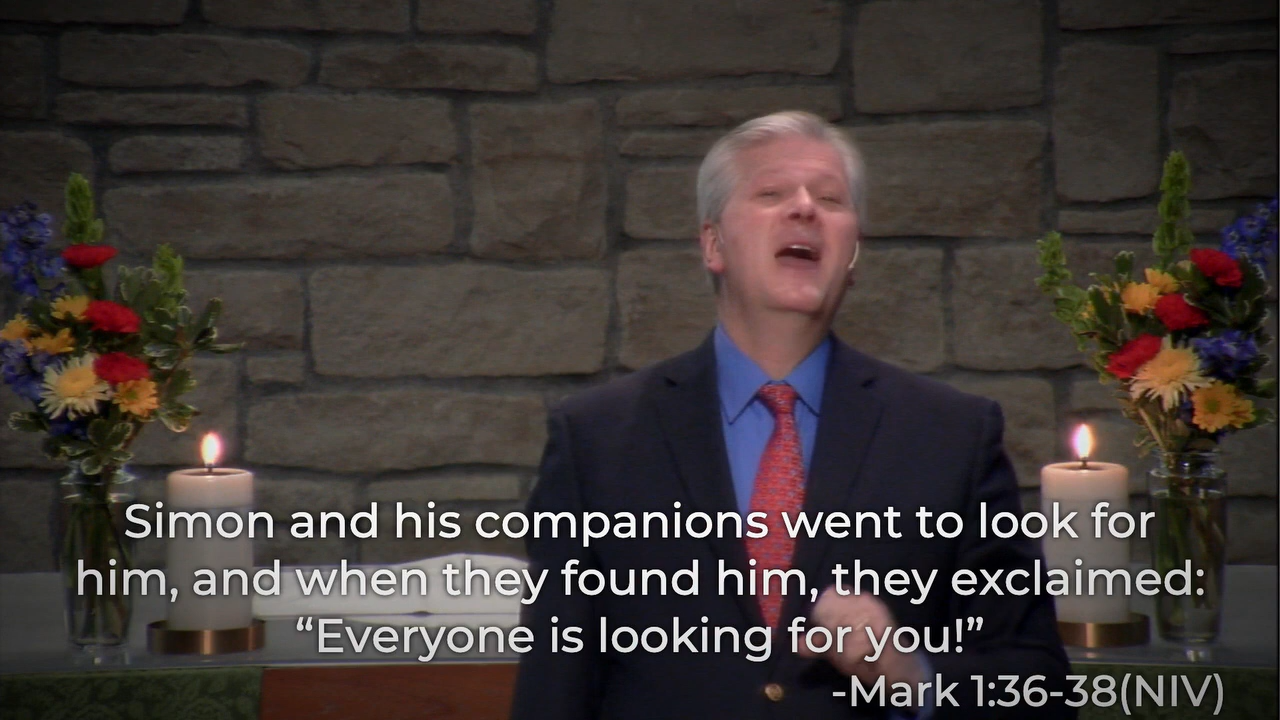 Simon and his companions went to look for
him, and when they found him, they exclaimed:
“Everyone is looking for you!”
-Mark 1:36-38(NIV)